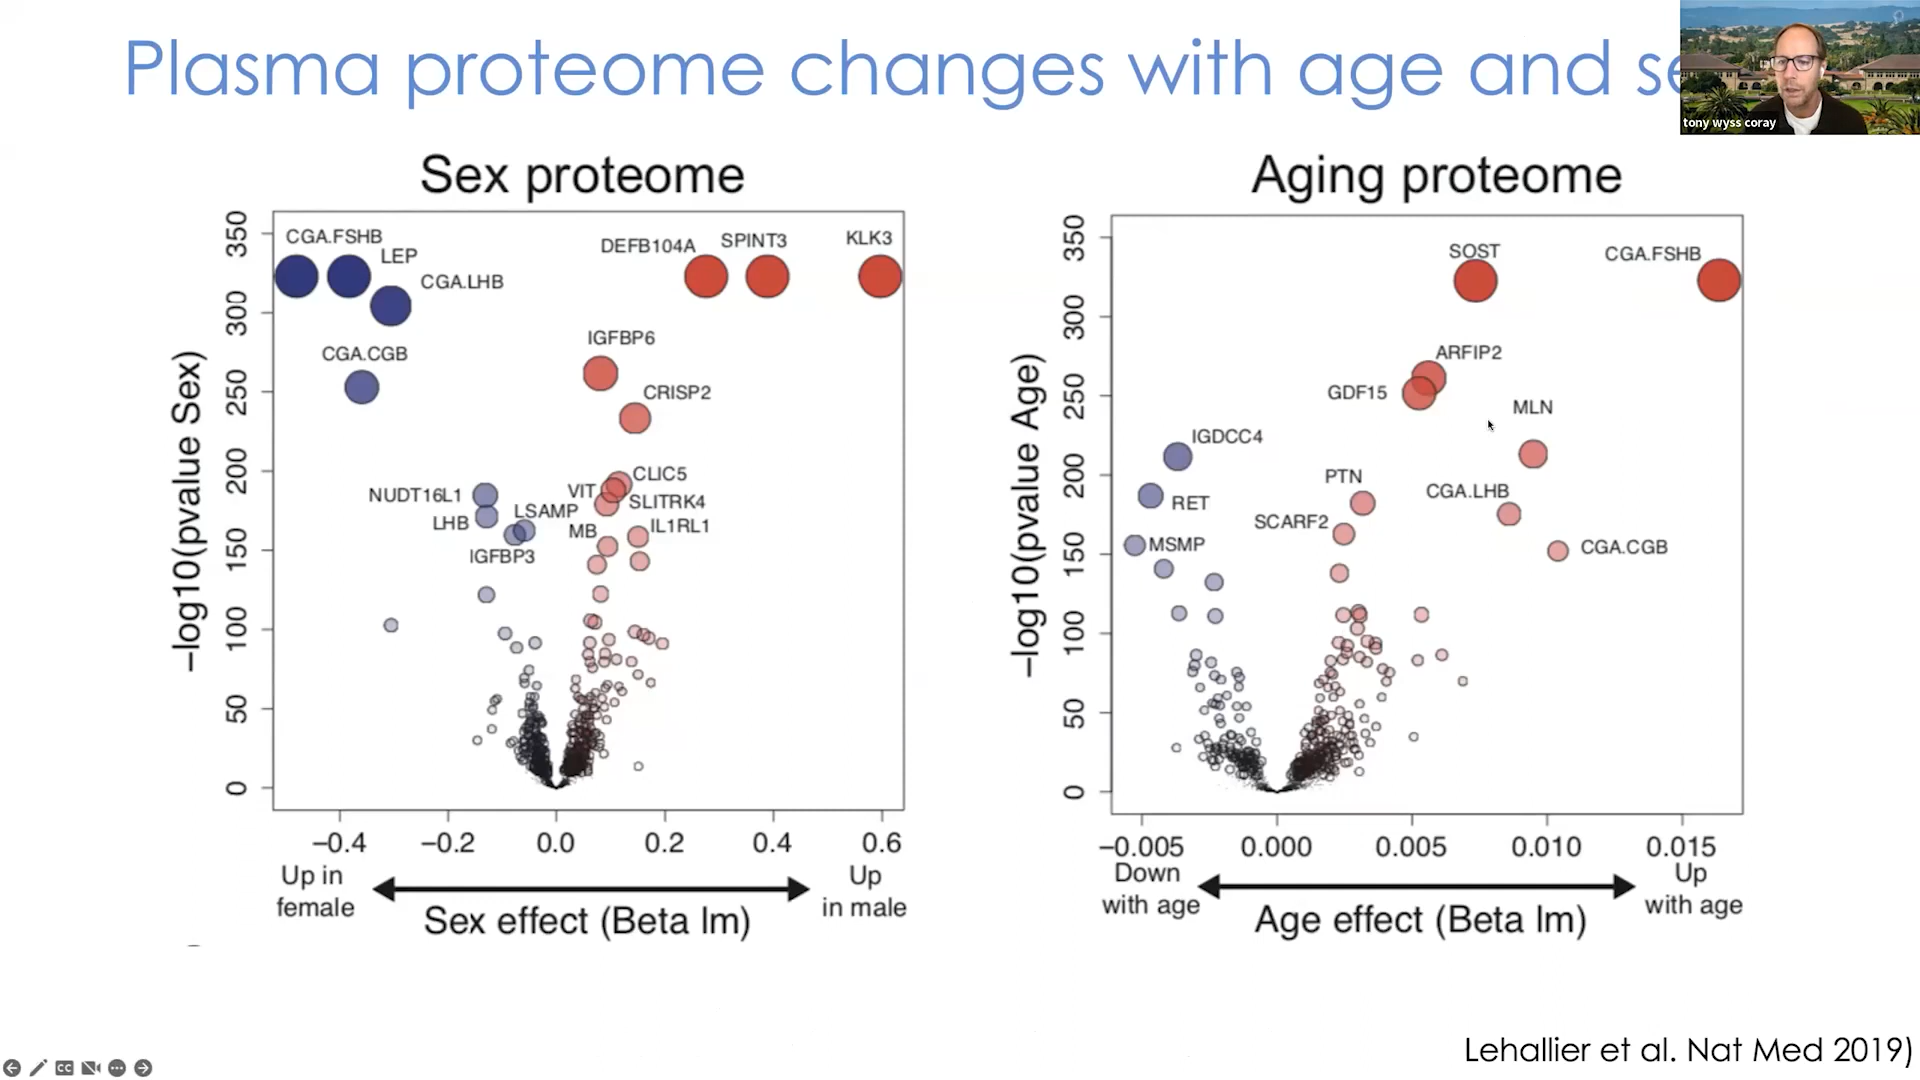 Plasma proteome changes with age and se
tony wyss coray
Sex proteome
CGA.FSHB
LEP
CGA.LHB
CGA.CGB
DEFB104A
SPINT3
KLK3
IGFBP6
CRISP2
CLIC5
VIT
SLITRK4
NUDT16L1
LHB
LSAMP
MB
IL1RL1
IGFBP3
−log10(pvalue Sex)
350
300
250
200
150
100
50
0
−0.4 −0.2 0.0 0.2 0.4 0.6
Up in
female
Up
in male
Sex effect (Beta lm)
Aging proteome
SOST
CGA.FSHB
ARFIP2
GDF15
MLN
IGDCC4
RET
PTN
CGA.LHB
SCARF2
MSMP
CGA.CGB
−log10(pvalue Age)
350
300
250
200
150
100
50
0
−0.005 0.000 0.005 0.010 0.015
Down
with age
Up
with age
Age effect (Beta lm)
Lehallier et al. Nat Med 2019)
CC